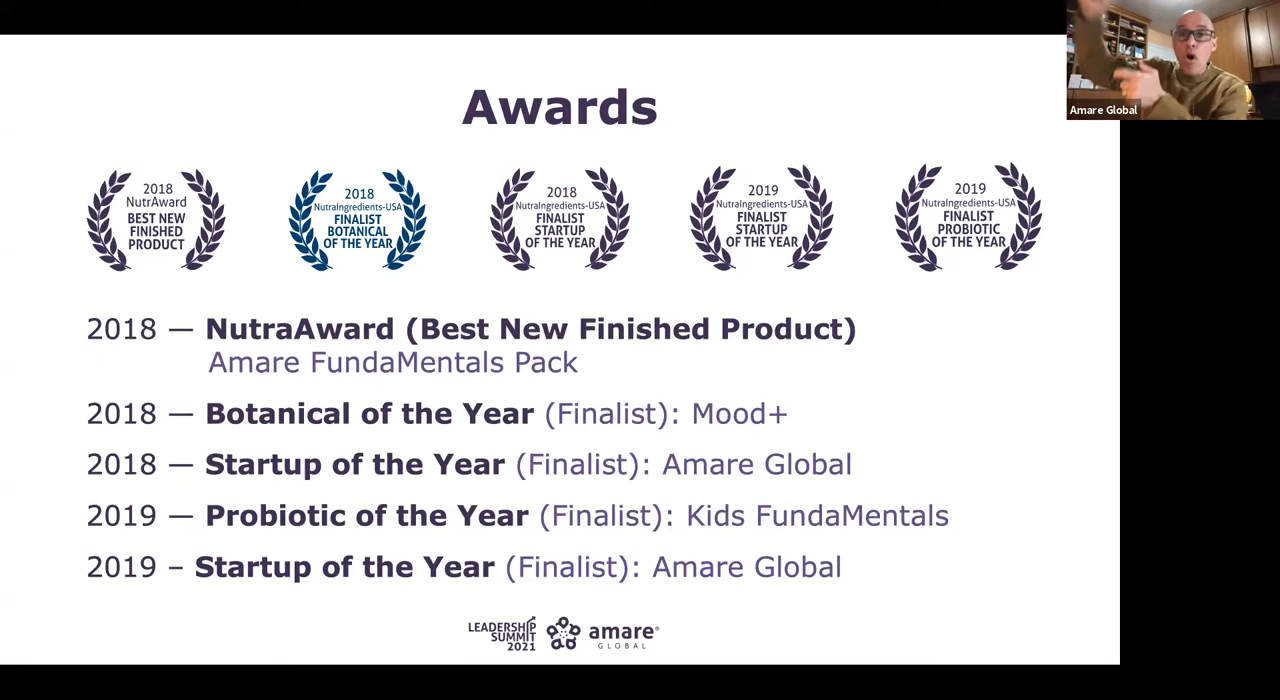 Awards
2018
NutrAward
BEST NEW
FINISHED
PRODUCT
2018
NutraIngredients-USA
FINALIST
BOTANICAL
OF THE YEAR
2018
NutraIngredients-USA
FINALIST
STARTUP
OF THE YEAR
2019
NutraIngredients-USA
FINALIST
STARTUP
OF THE YEAR
2019
NutraIngredients-USA
FINALIST
PROBIOTIC
OF THE YEAR
Amare Global
2018 — NutraAward (Best New Finished Product)
Amare FundaMentals Pack
2018 — Botanical of the Year (Finalist): Mood+
2018 — Startup of the Year (Finalist): Amare Global
2019 — Probiotic of the Year (Finalist): Kids FundaMentals
2019 – Startup of the Year (Finalist): Amare Global
LEADERSHIP
SUMMIT
2021
amare®
GLOBAL